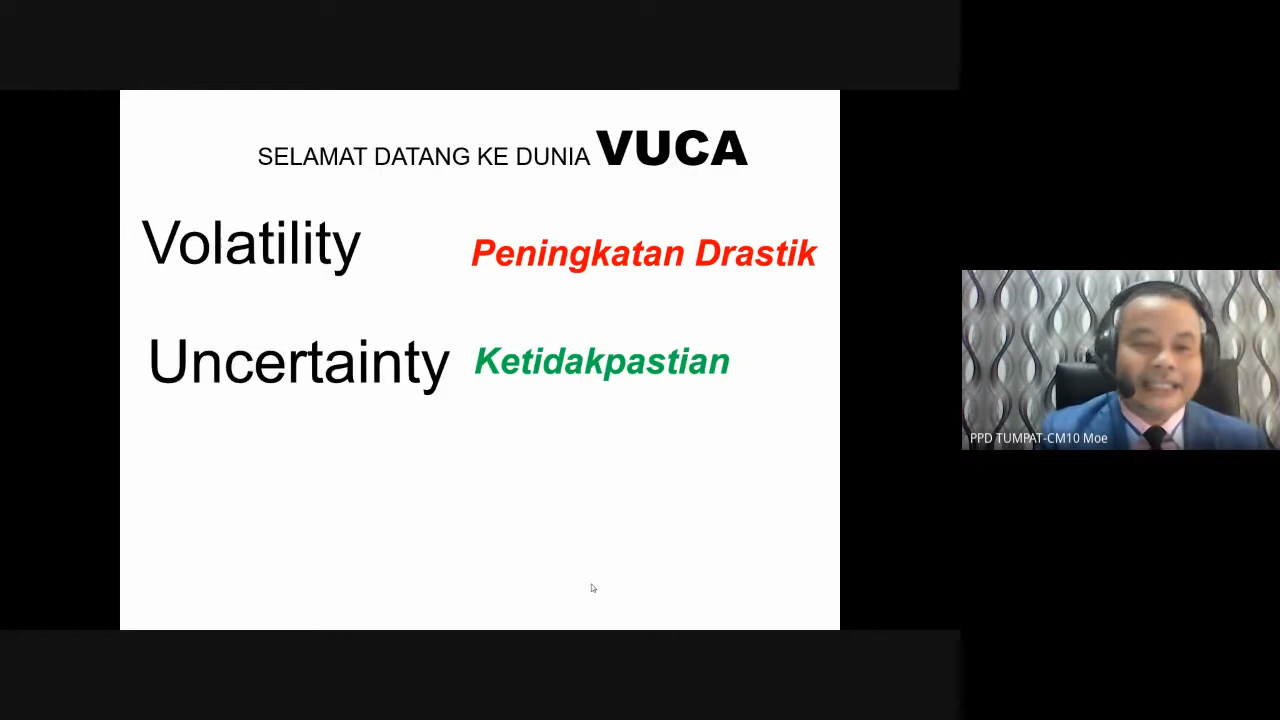 SELAMAT DATANG KE DUNIA VUCA
Volatility Peningkatan Drastik
Uncertainty Ketidakpastian
PPD TUMPAT-CM10 Moe